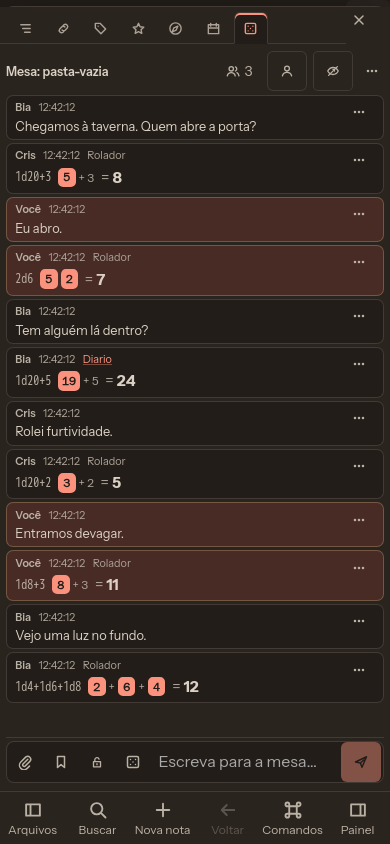 Mesa: pasta-vazia 3
Bia 12:42:12
Chegamos à taverna. Quem abre a porta?
Cris 12:42:12 Rolador
1d20+3 5 + 3 = 8
Você 12:42:12
Eu abro.
Você 12:42:12 Rolador
2d6 5 2 = 7
Bia 12:42:12
Tem alguém lá dentro?
Bia 12:42:12 Diario
1d20+5 19 + 5 = 24
Cris 12:42:12
Rolei furtividade.
Cris 12:42:12 Rolador
1d20+2 3 + 2 = 5
Você 12:42:12
Entramos devagar.
Você 12:42:12 Rolador
1d8+3 8 + 3 = 11
Bia 12:42:12
Vejo uma luz no fundo.
Bia 12:42:12 Rolador
1d4+1d6+1d8 2 + 6 + 4 = 12
Escreva para a mesa...
Arquivos Buscar Nova nota Voltar Comandos Painel